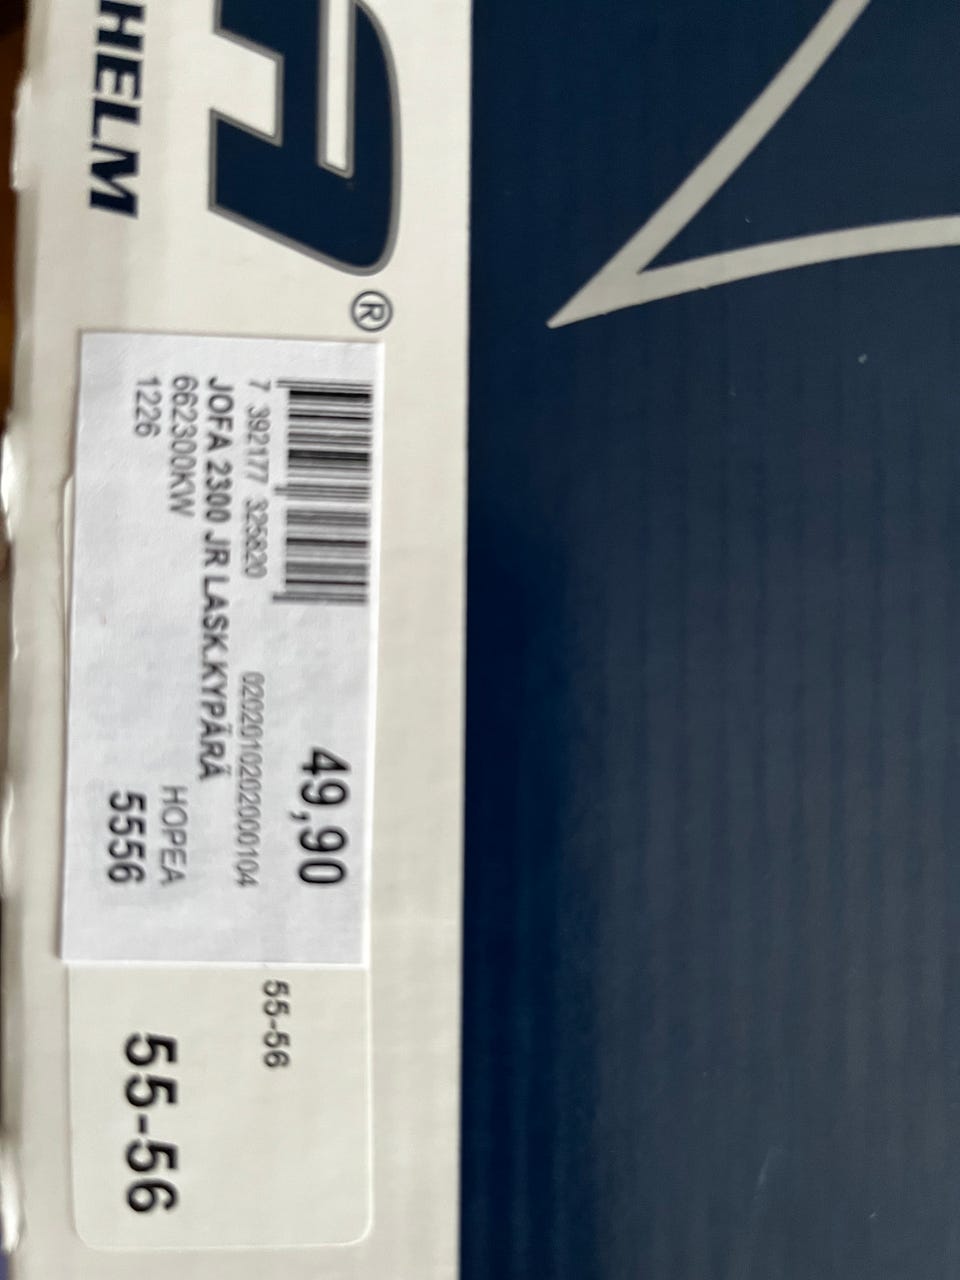 HELM
A®
49,90
7 392177 325820
0202010202000104
JOFA 2300 JR LASK.KYPÄRÄ
662300KW
HOPEA
1226
5556
55-56
55-56